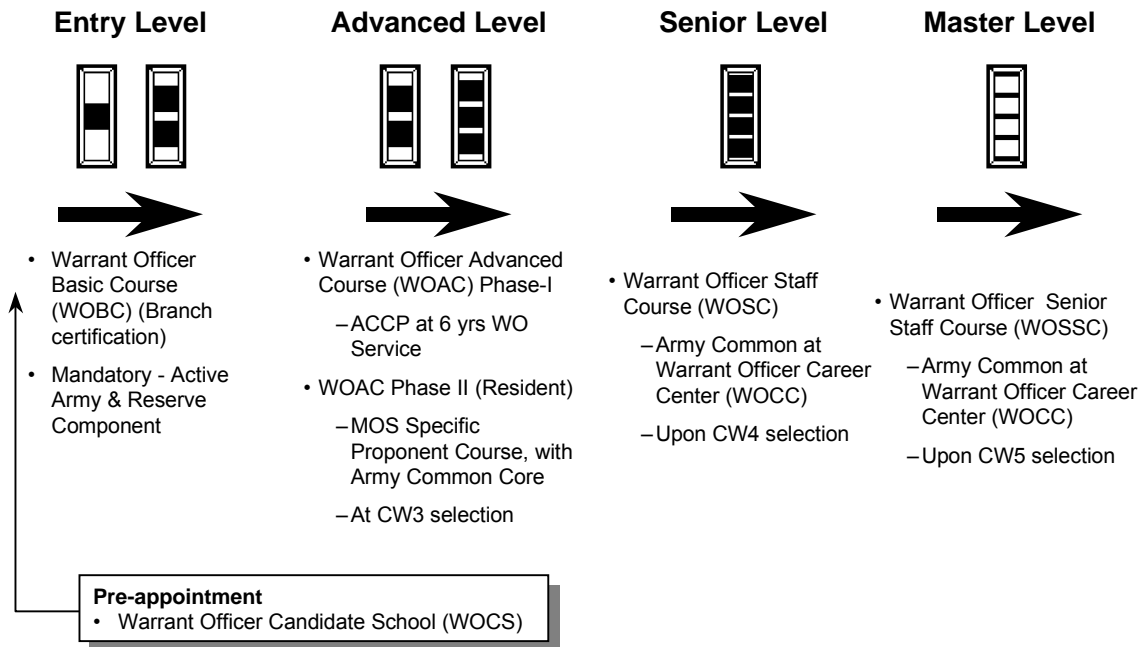 Entry Level
• Warrant Officer
Basic Course
(WOBC) (Branch
certification)
• Mandatory - Active
Army & Reserve
Component
Advanced Level
• Warrant Officer Advanced
Course (WOAC) Phase-I
–ACCP at 6 yrs WO
Service
• WOAC Phase II (Resident)
–MOS Specific
Proponent Course, with
Army Common Core
–At CW3 selection
Senior Level
• Warrant Officer Staff
Course (WOSC)
–Army Common at
Warrant Officer Career
Center (WOCC)
–Upon CW4 selection
Master Level
• Warrant Officer Senior
Staff Course (WOSSC)
–Army Common at
Warrant Officer Career
Center (WOCC)
–Upon CW5 selection
Pre-appointment
• Warrant Officer Candidate School (WOCS)